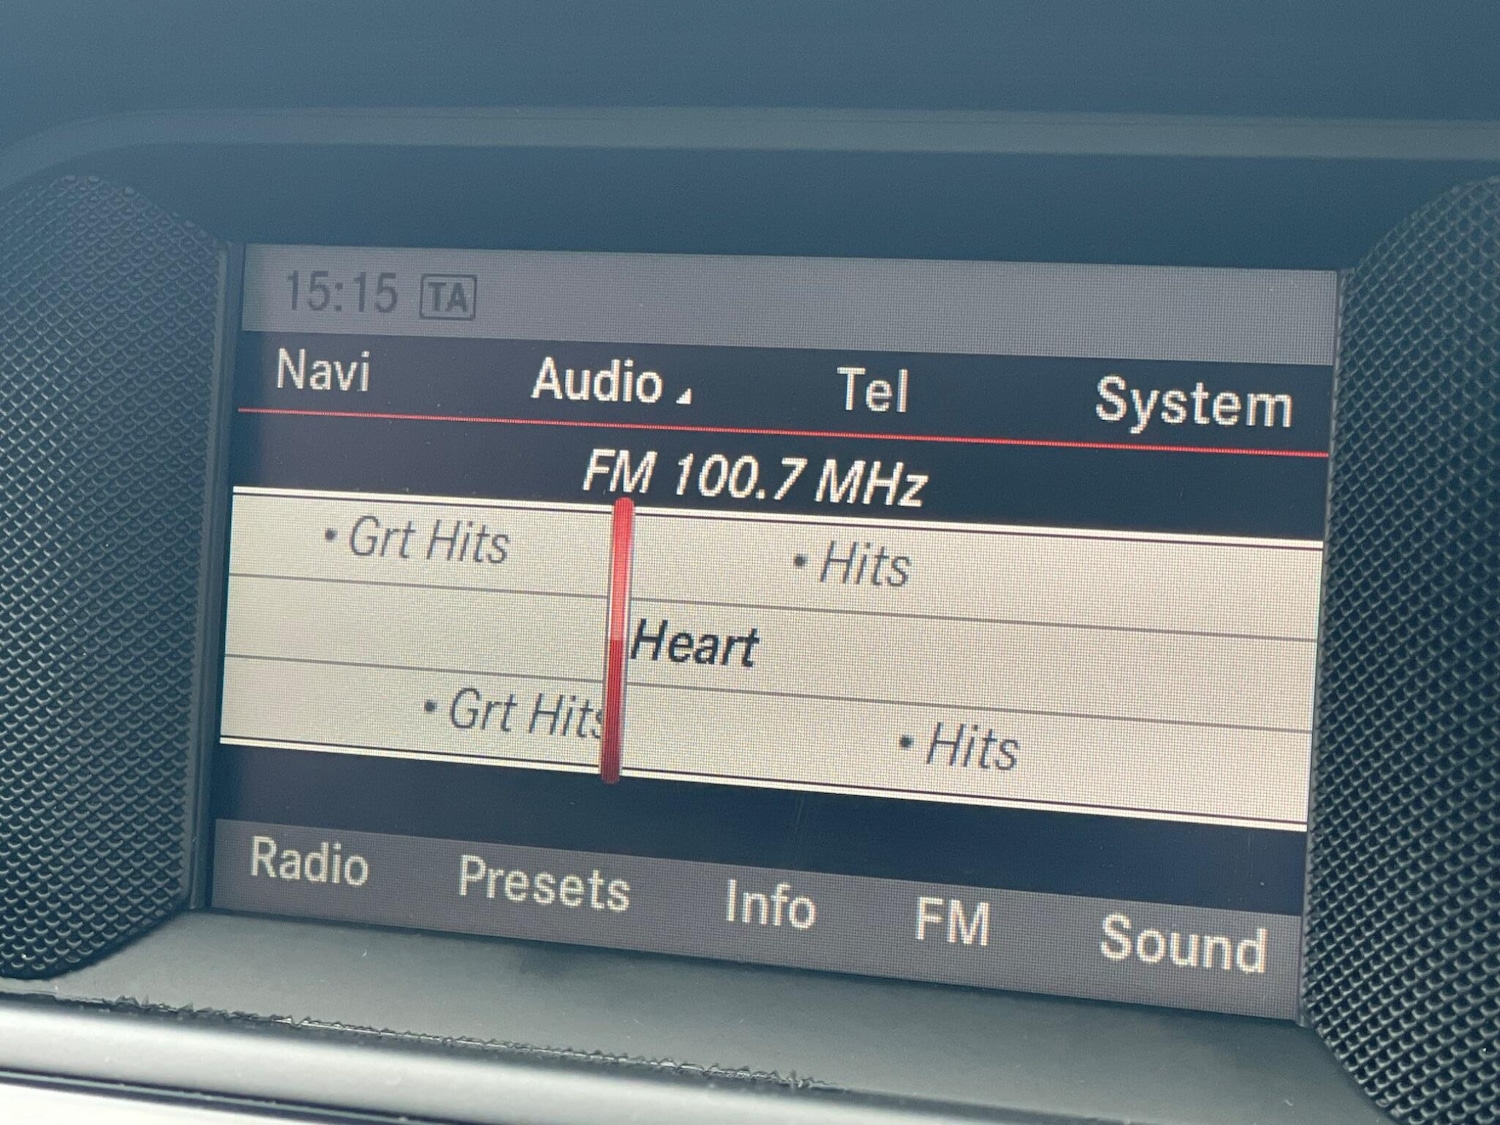 15:15 TA
Navi Audio Tel System
FM 100.7 MHz
• Grt Hits • Hits
Heart
• Grt Hits • Hits
Radio Presets Info FM Sound